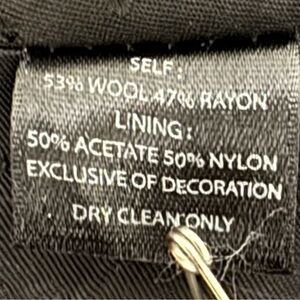 SELF:
53% WOOL 47% RAYON
LINING:
50% ACETATE 50% NYLON
EXCLUSIVE OF DECORATION
DRY CLEAN ONLY